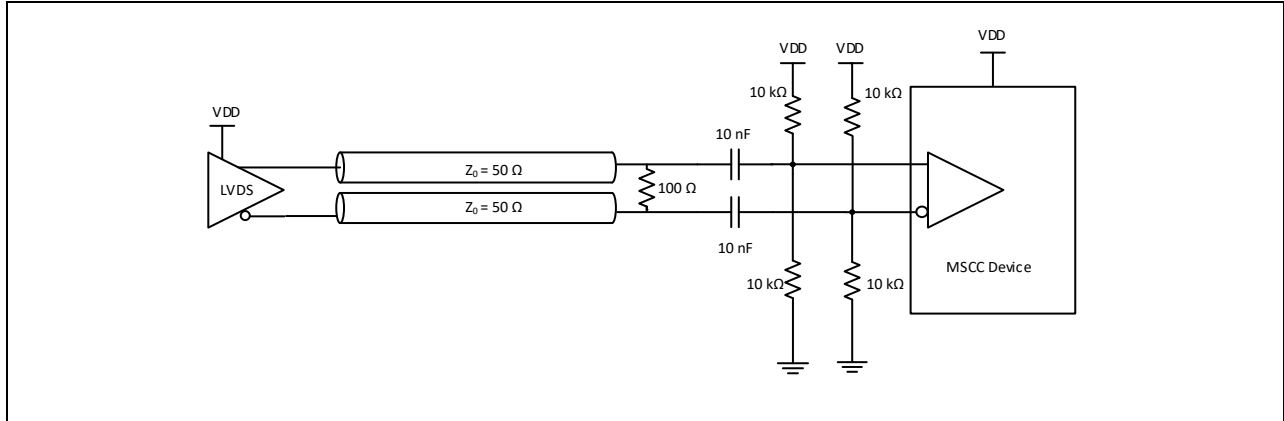 VDD
LVDS
Z0 = 50 Ω
Z0 = 50 Ω
100 Ω
10 nF
10 nF
VDD
VDD
10 kΩ
10 kΩ
10 kΩ
10 kΩ
VDD
MSCC Device